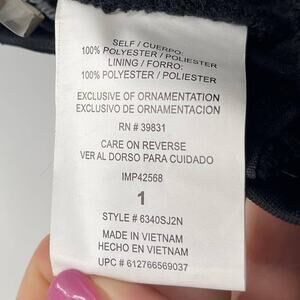 SELF / CUERPO:
100% POLYESTER / POLIESTER
LINING / FORRO:
100% POLYESTER / POLIESTER
EXCLUSIVE OF ORNAMENTATION
EXCLUSIVO DE ORNAMENTACION
RN # 39831
CARE ON REVERSE
VER AL DORSO PARA CUIDADO
IMP42568
1
STYLE # 6340SJ2N
MADE IN VIETNAM
HECHO EN VIETNAM
UPC # 612766569037